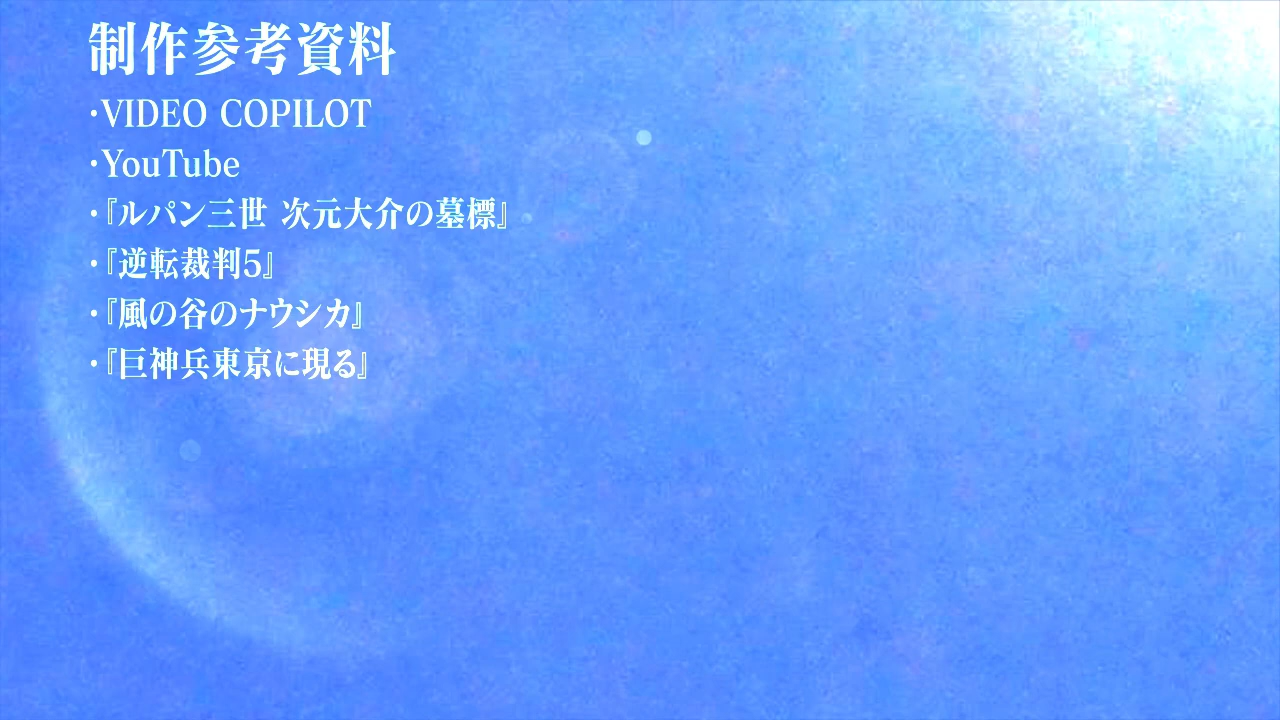 制作参考資料
・VIDEO COPILOT
・YouTube
・『ルパン三世 次元大介の墓標』
・『逆転裁判5』
・『風の谷のナウシカ』
・『巨神兵東京に現る』